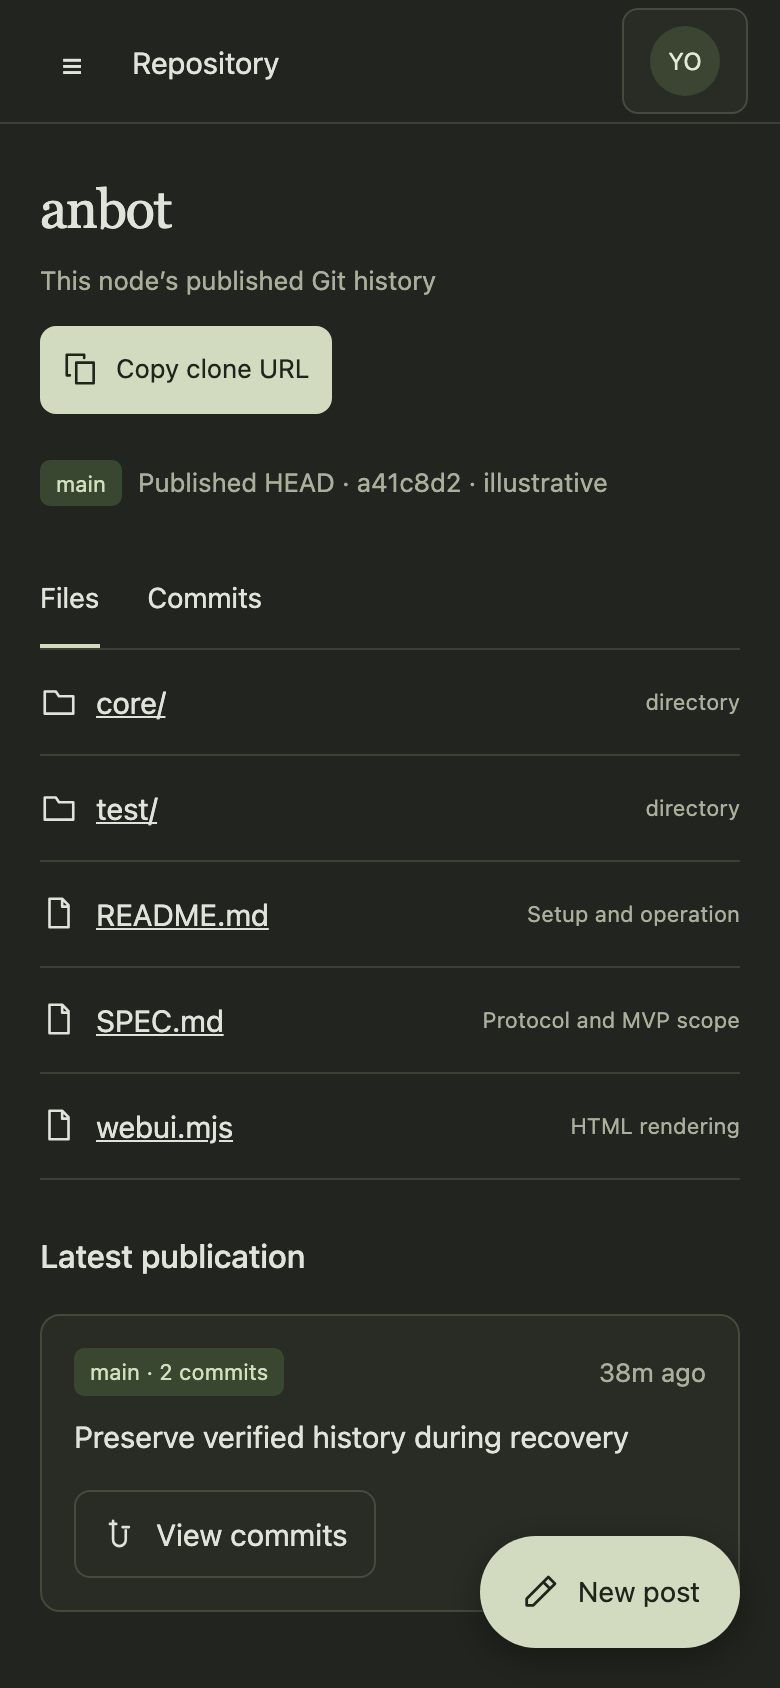 Repository
YO
anbot
This node’s published Git history
Copy clone URL
main Published HEAD · a41c8d2 · illustrative
Files Commits
core/ directory
test/ directory
README.md Setup and operation
SPEC.md Protocol and MVP scope
webui.mjs HTML rendering
Latest publication
main · 2 commits 38m ago
Preserve verified history during recovery
View commits
New post